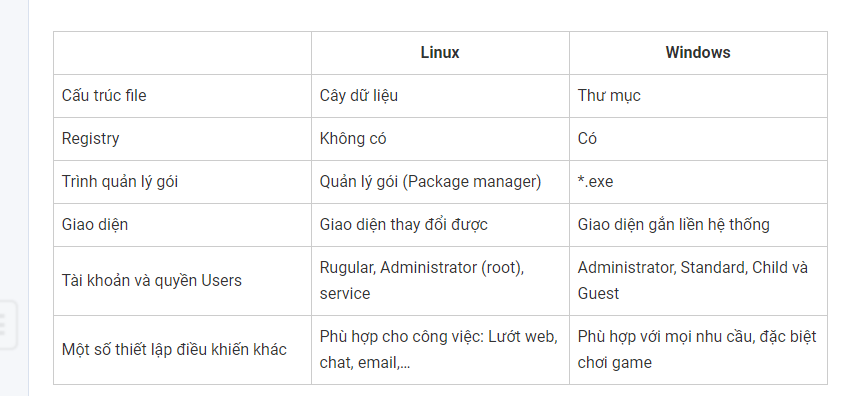 Linux
Windows
Cấu trúc file
Cây dữ liệu
Thư mục
Registry
Không có
Có
Trình quản lý gói
Quản lý gói (Package manager)
*.exe
Giao diện
Giao diện thay đổi được
Giao diện gắn liền hệ thống
Tài khoản và quyền Users
Rugular, Administrator (root),
service
Administrator, Standard, Child và
Guest
Một số thiết lập điều khiến khác
Phù hợp cho công việc: Lướt web,
chat, email,...
Phù hợp với mọi nhu cầu, đặc biệt
chơi game